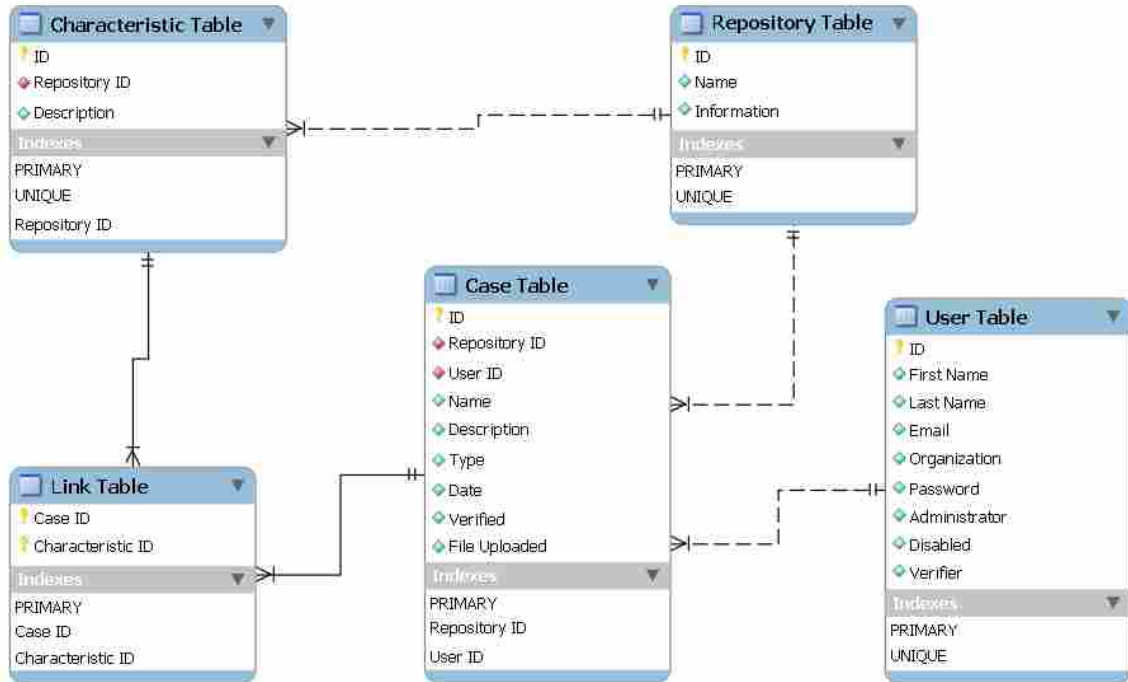 Characteristic Table
ID
Repository ID
Description
Indexes
PRIMARY
UNIQUE
Repository ID
Repository Table
ID
Name
Information
Indexes
PRIMARY
UNIQUE
Case Table
ID
Repository ID
User ID
Name
Description
Type
Date
Verified
File Uploaded
Indexes
PRIMARY
Repository ID
User ID
User Table
ID
First Name
Last Name
Email
Organization
Password
Administrator
Disabled
Verifier
Indexes
PRIMARY
UNIQUE
Link Table
Case ID
Characteristic ID
Indexes
PRIMARY
Case ID
Characteristic ID